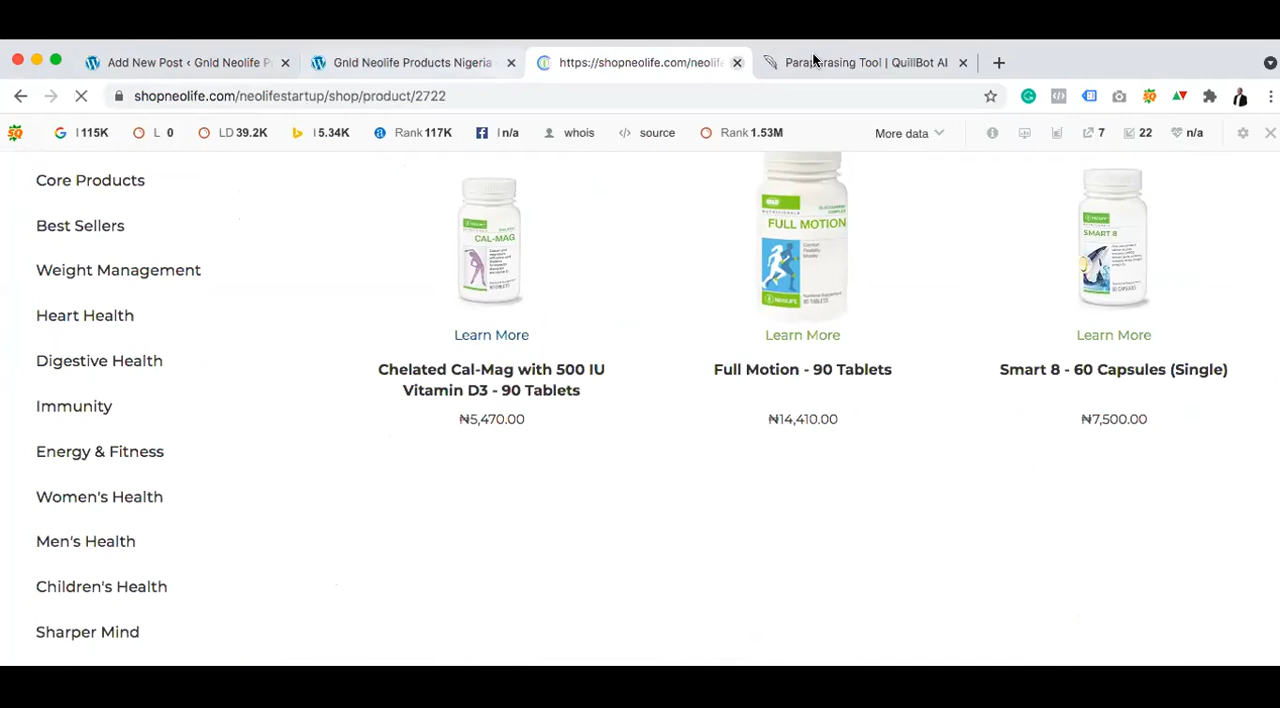 Add New Post ‹ Gnld Neolife P
Gnld Neolife Products Nigeria
https://shopneolife.com/neolife
Paraphrasing Tool | QuillBot AI
shopneolife.com/neolifestartup/shop/product/2722
I 115K
L 0
LD 39.2K
I 5.34K
Rank 117K
I n/a
whois
source
Rank 1.53M
More data
7
22
n/a
Core Products
Best Sellers
Weight Management
Heart Health
Digestive Health
Immunity
Energy & Fitness
Women's Health
Men's Health
Children's Health
Sharper Mind
CAL-MAG
FULL MOTION
NEOLIFE
SMART 8
Learn More
Learn More
Learn More
Chelated Cal-Mag with 500 IU
Vitamin D3 - 90 Tablets
Full Motion - 90 Tablets
Smart 8 - 60 Capsules (Single)
₦5,470.00
₦14,410.00
₦7,500.00